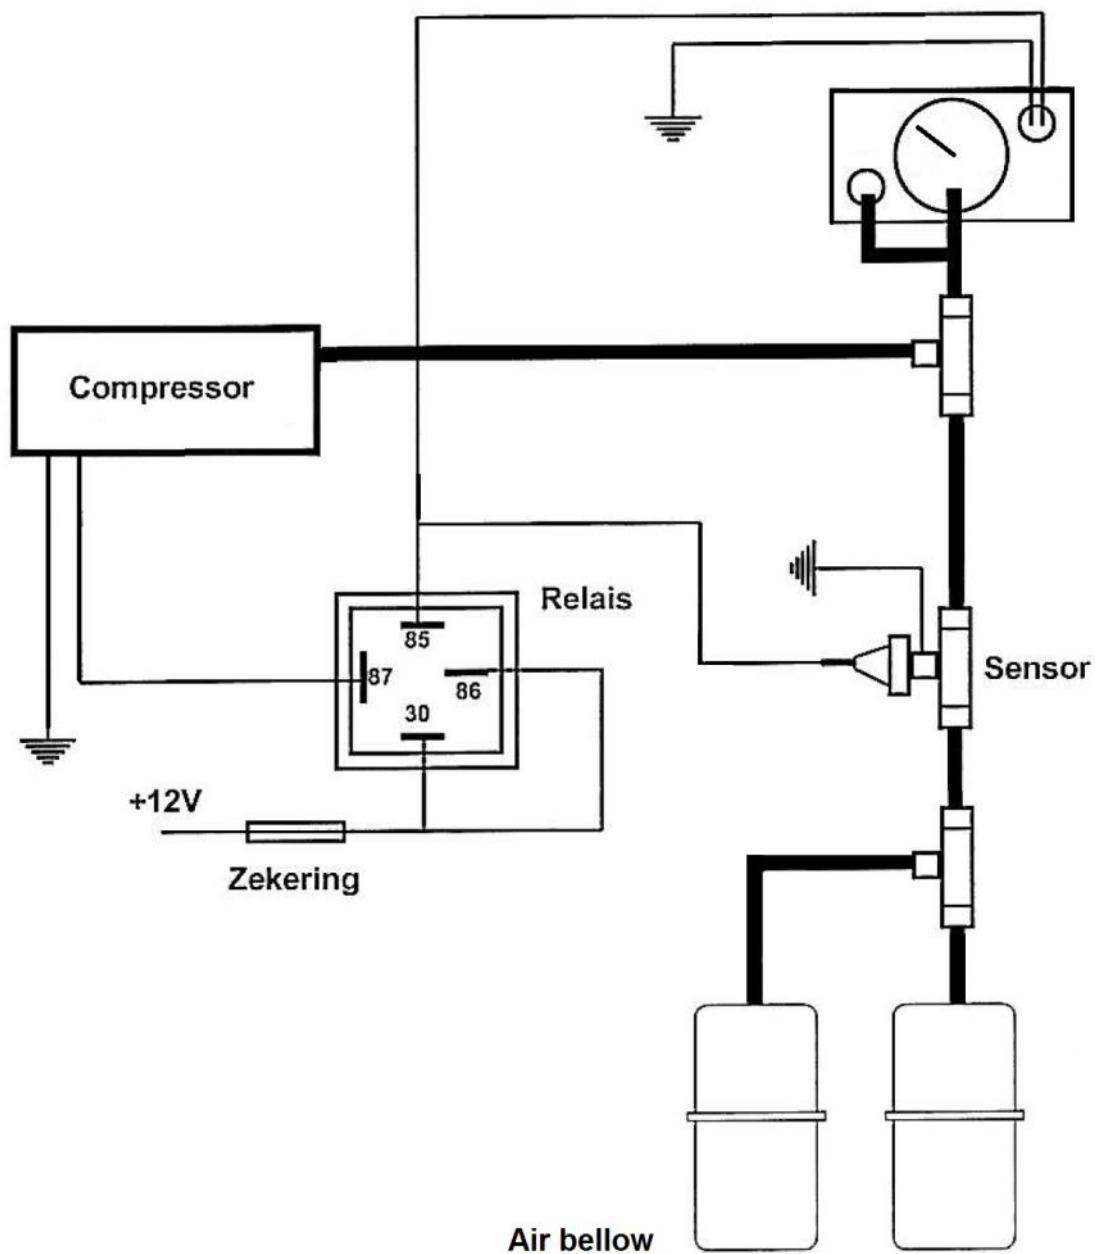 Compressor
Relais
85
87
86
30
Sensor
+12V
Zekering
Air bellow